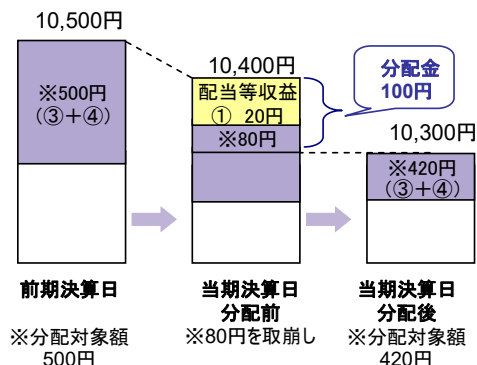 10,500円
※500円
(③+④)
10,400円
配当等収益
① 20円
※80円
分配金
100円
10,300円
※420円
(③+④)
前期決算日
※分配対象額
500円
当期決算日
分配前
※80円を取崩し
当期決算日
分配後
※分配対象額
420円